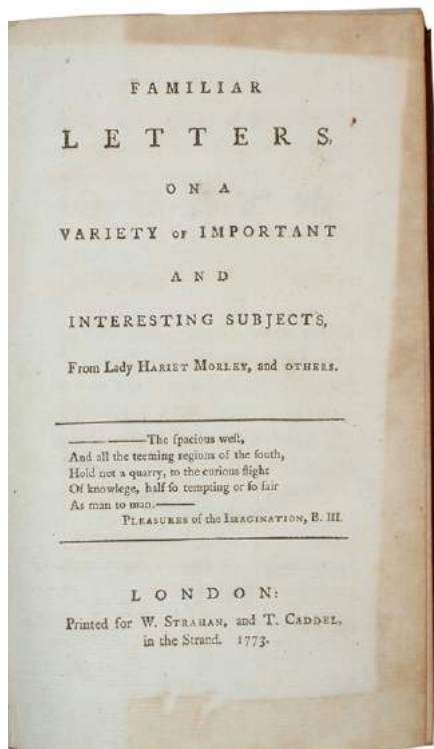 FAMILIAR
LETTERS,
ON A
VARIETY OF IMPORTANT
AND
INTERESTING SUBJECTS,
From Lady HARIET MORLEY, and OTHERS.
——— ———The ſpacious weſt,
And all the teeming regions of the ſouth,
Hold not a quarry, to the curious flight
Of knowlege, half ſo tempting or ſo fair
As man to man.———
PLEASURES of the IMAGINATION, B. III.
LONDON:
Printed for W. STRAHAN, and T. CADDEL,
in the Strand. 1773.